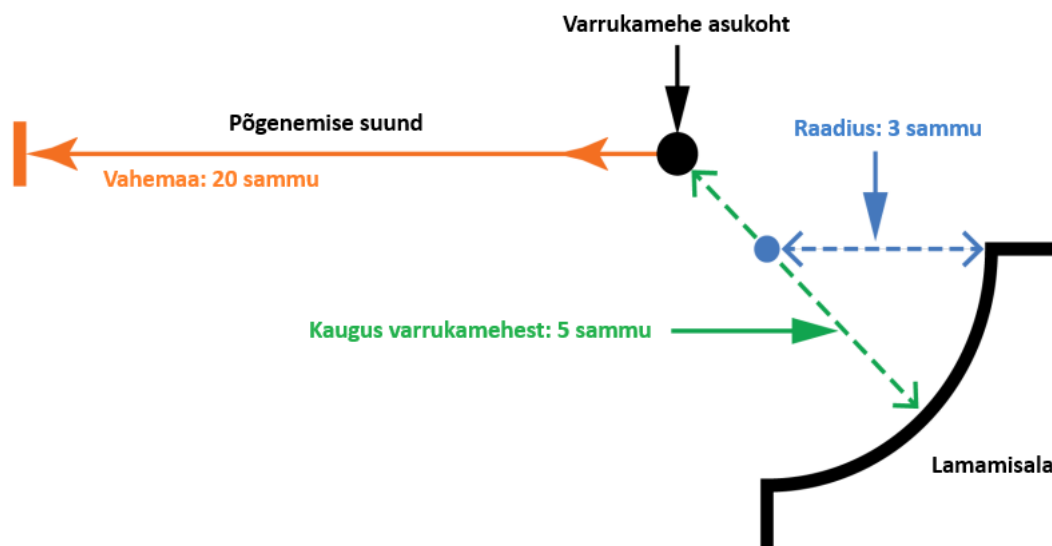 Varrukamehe asukoht
Põgenemise suund
Raadius: 3 sammu
Vahemaa: 20 sammu
Kaugus varrukamehest: 5 sammu
Lamamisala